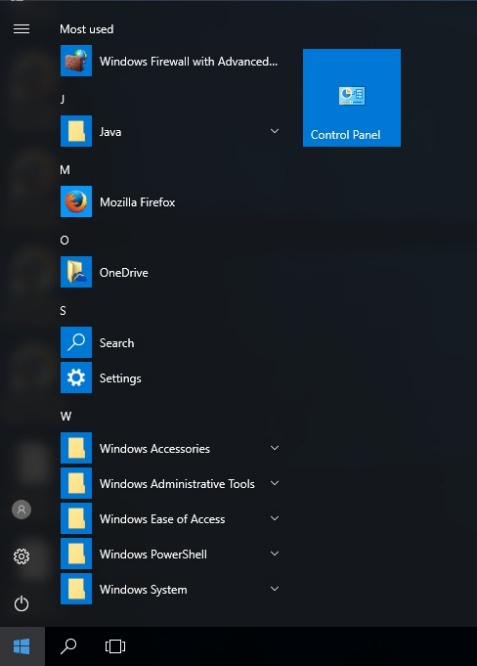 Most used
Windows Firewall with Advanced...
Control Panel
J
Java
M
Mozilla Firefox
O
OneDrive
S
Search
Settings
W
Windows Accessories
Windows Administrative Tools
Windows Ease of Access
Windows PowerShell
Windows System